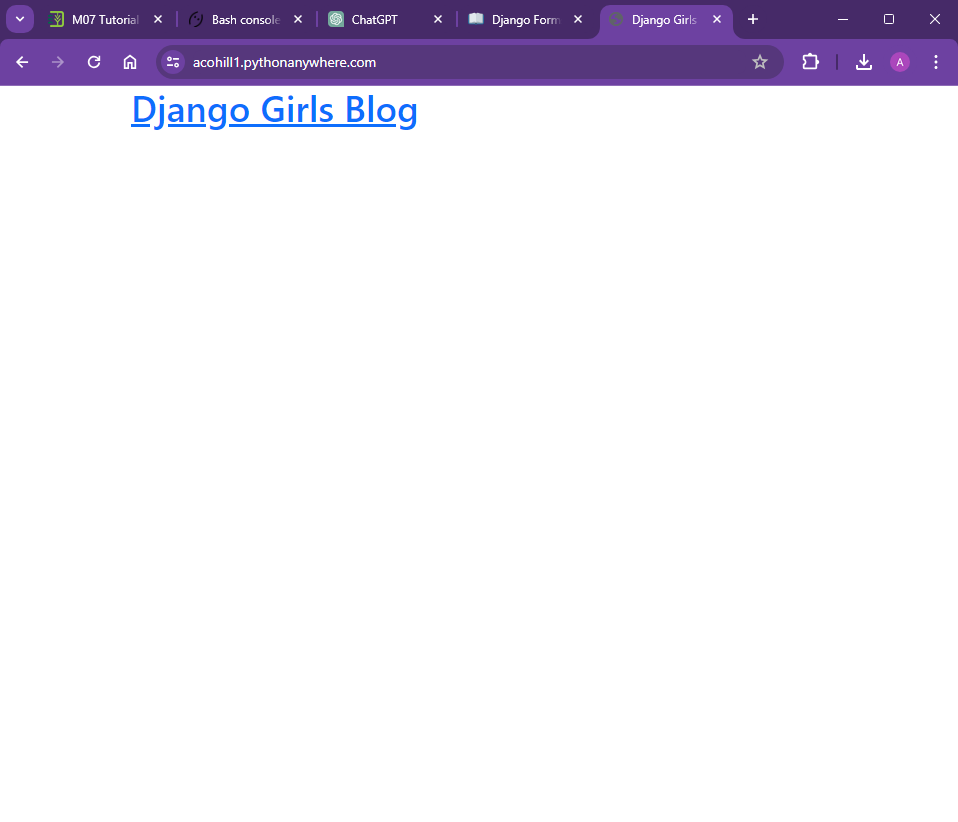 M07 Tutorial
Bash console
ChatGPT
Django Form
Django Girls
acohill1.pythonanywhere.com
A
Django Girls Blog